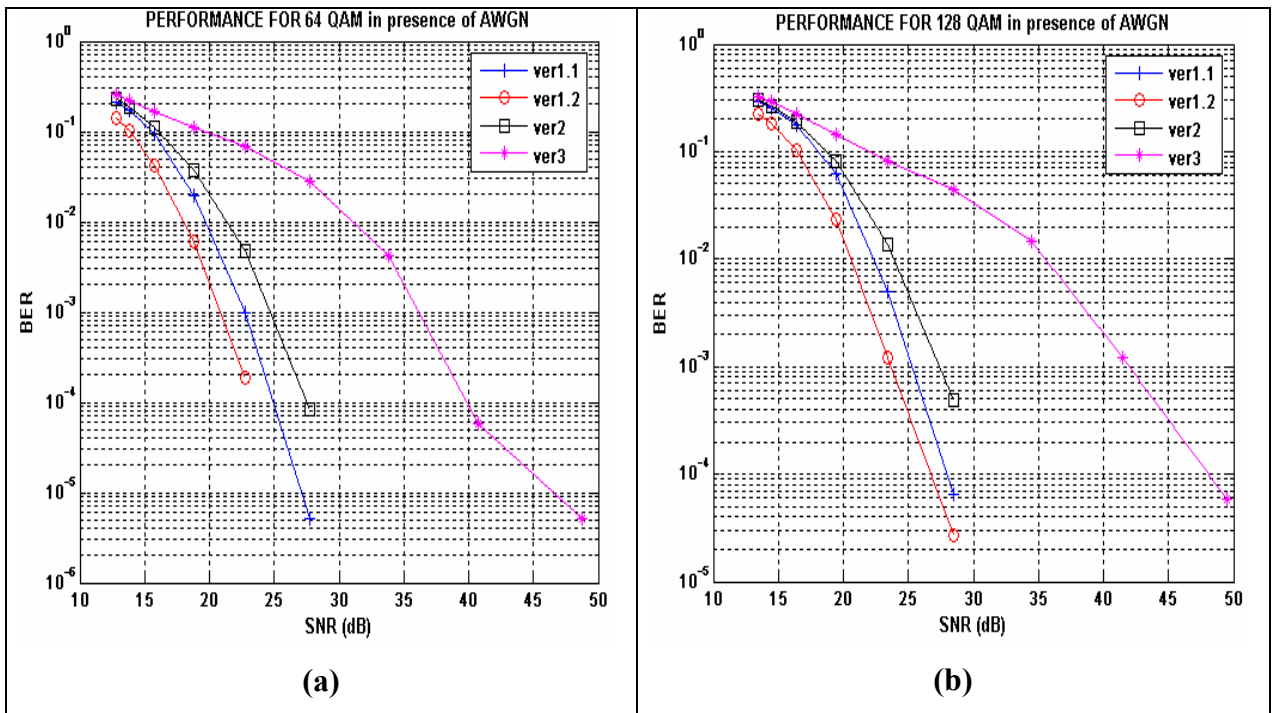 PERFORMANCE FOR 64 QAM in presence of AWGN
10^0
10^-1
10^-2
10^-3
10^-4
10^-5
10^-6
BER
ver1.1
ver1.2
ver2
ver3
10 15 20 25 30 35 40 45 50
SNR (dB)
(a)
PERFORMANCE FOR 128 QAM in presence of AWGN
10^0
10^-1
10^-2
10^-3
10^-4
10^-5
BER
ver1.1
ver1.2
ver2
ver3
10 15 20 25 30 35 40 45 50
SNR (dB)
(b)